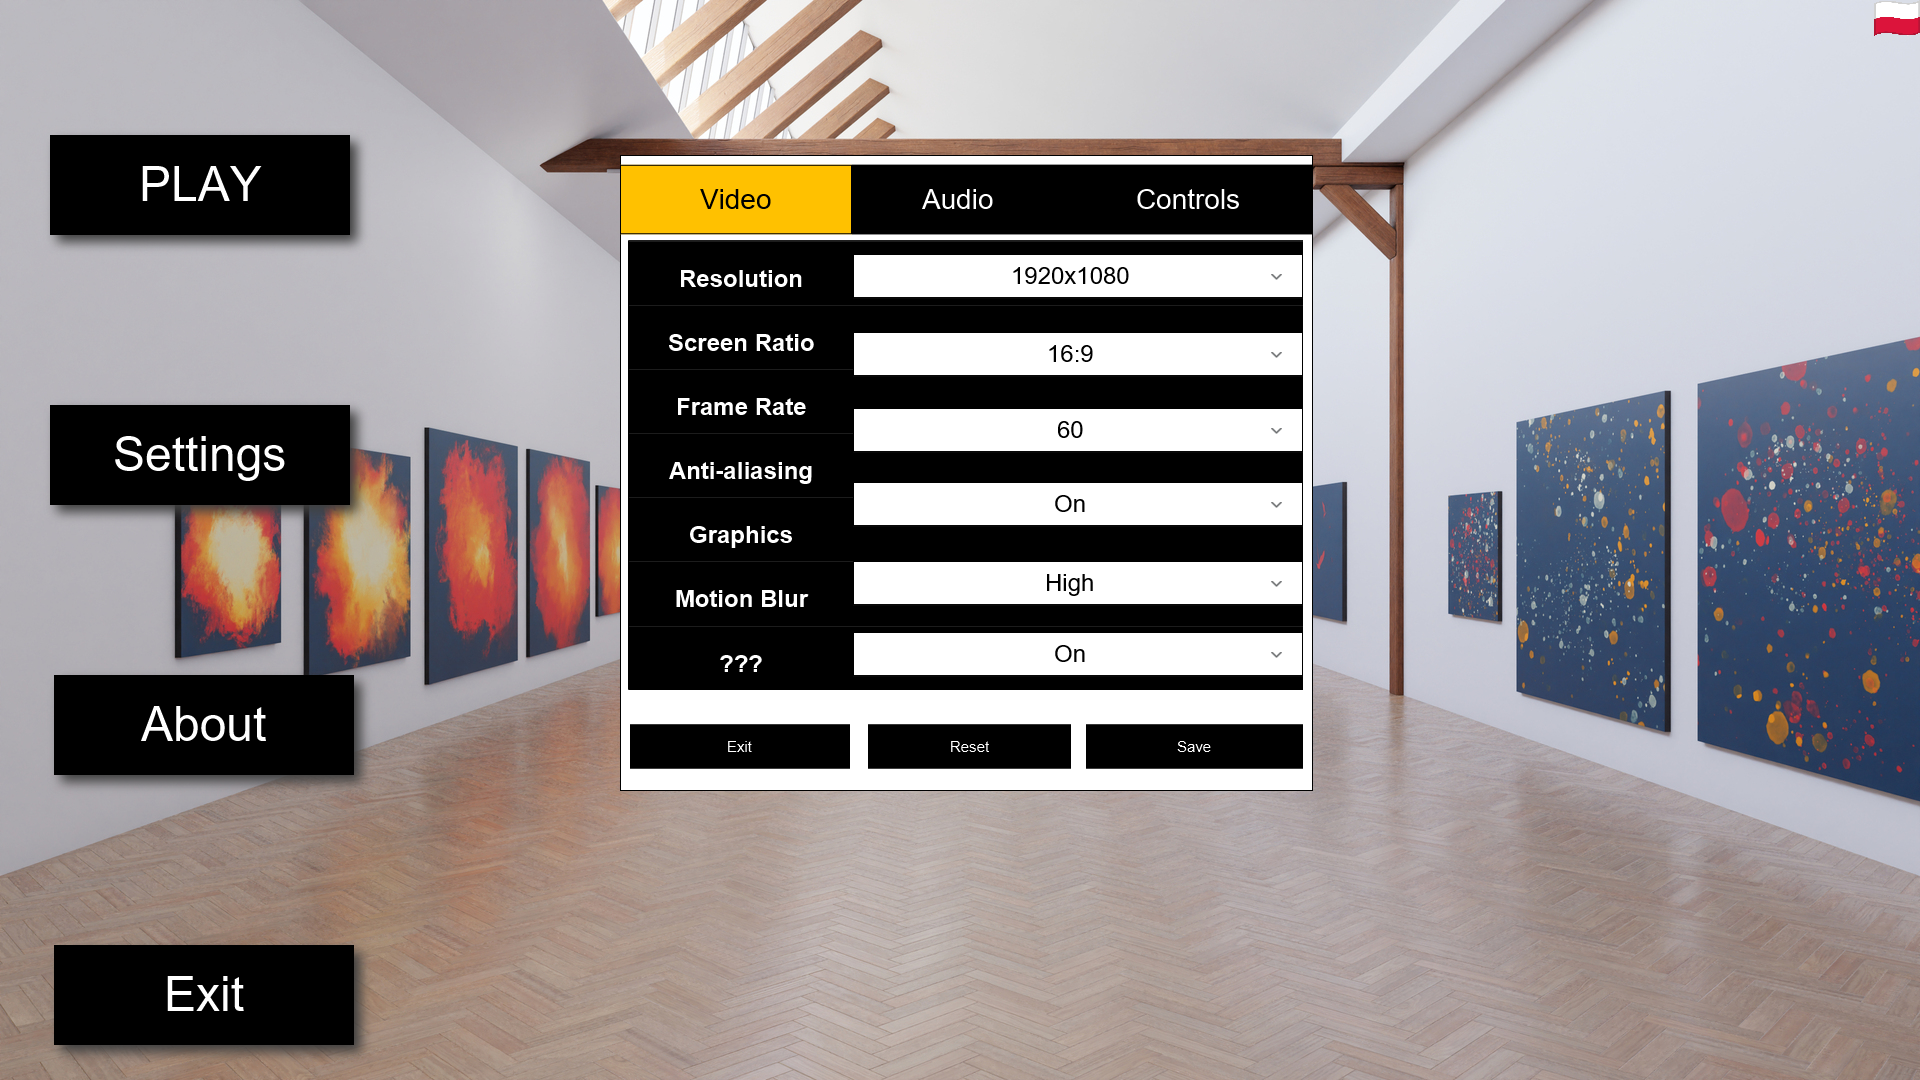 PLAY
Settings
About
Exit
Video
Audio
Controls
Resolution
1920x1080
Screen Ratio
16:9
Frame Rate
60
Anti-aliasing
On
Graphics
High
Motion Blur
On
???
Exit
Reset
Save